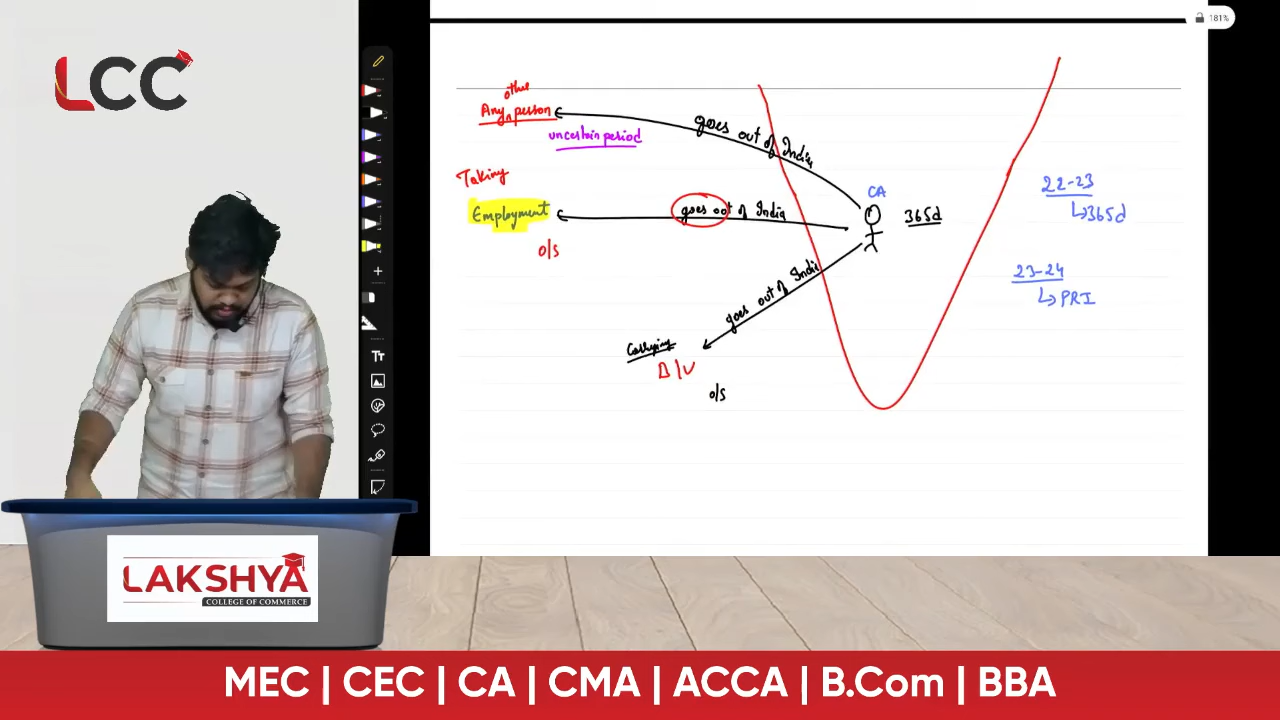 LCC
181%
other
Any person
uncertain period
goes out of India
Taking
Employment
o/s
goes out of India
CA
365d
22-23
↳365d
23-24
↳PRI
goes out of India
Carrying
B/V
o/s
Tt
LAKSHYA
COLLEGE OF COMMERCE
MEC | CEC | CA | CMA | ACCA | B.Com | BBA